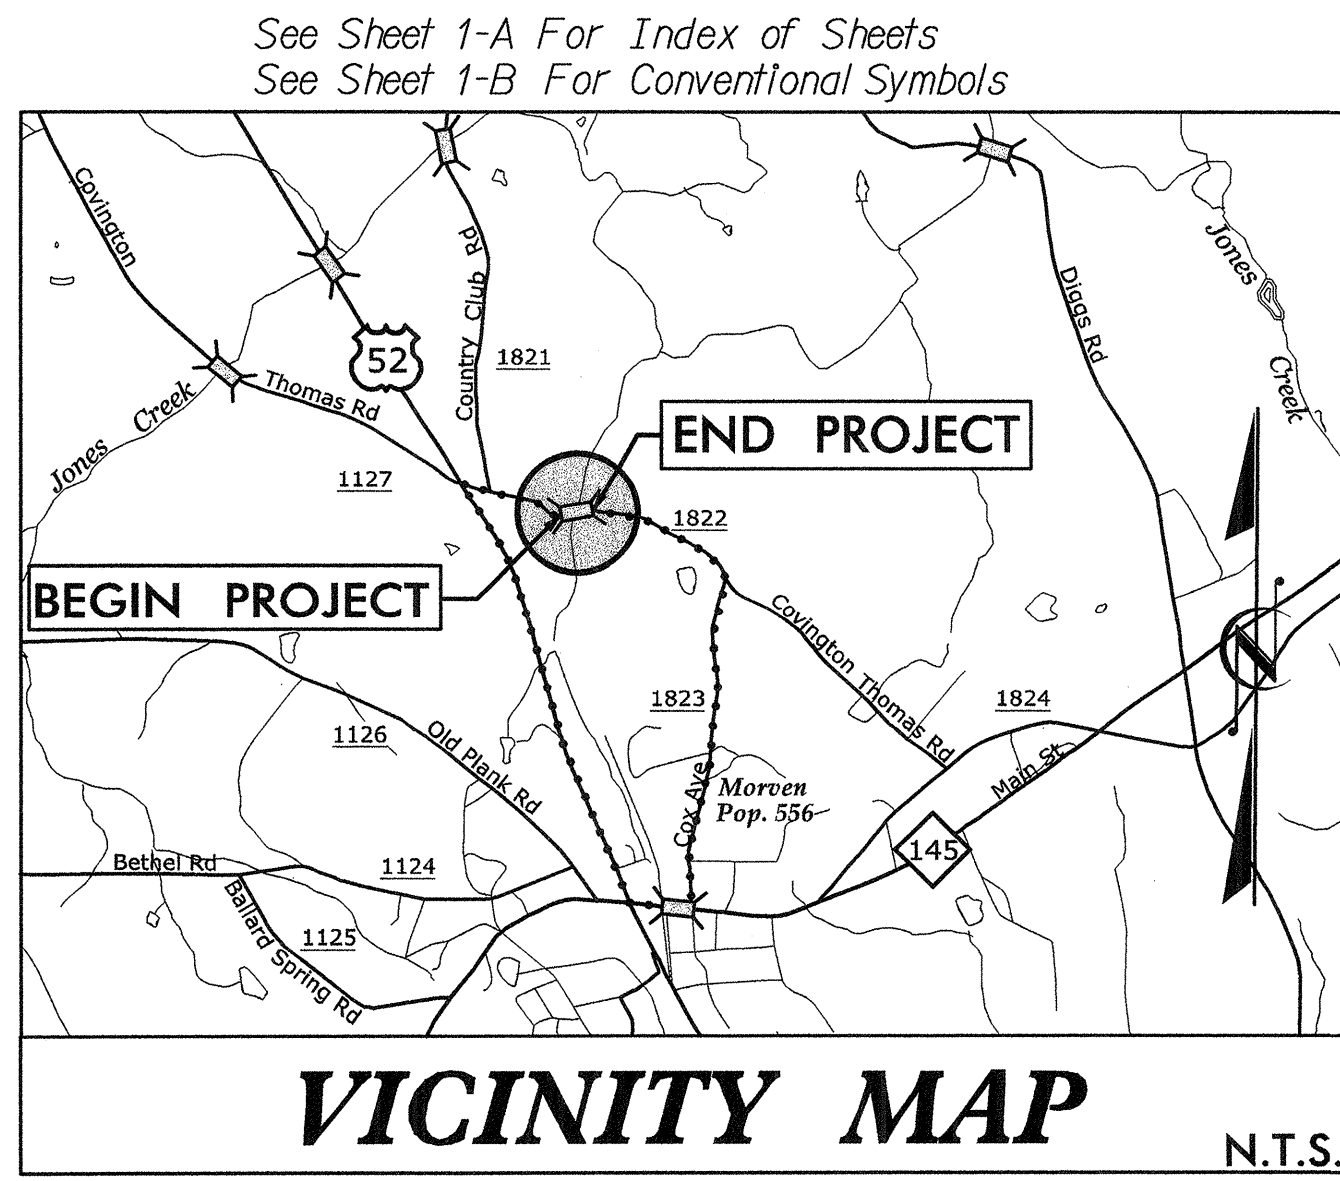 See Sheet 1-A For Index of Sheets
See Sheet 1-B For Conventional Symbols
Covington
Jones
Creek
Country Club Rd
Diggs Rd
52
1821
Thomas Rd
Jones Creek
END PROJECT
1127
1822
BEGIN PROJECT
Covington Thomas Rd
1823
1824
1126
Old Plank Rd
Main St
Cox Ave
Morven
Pop. 556
145
Bethel Rd
1124
Ballard Spring Rd
1125
N
VICINITY MAP
N.T.S.